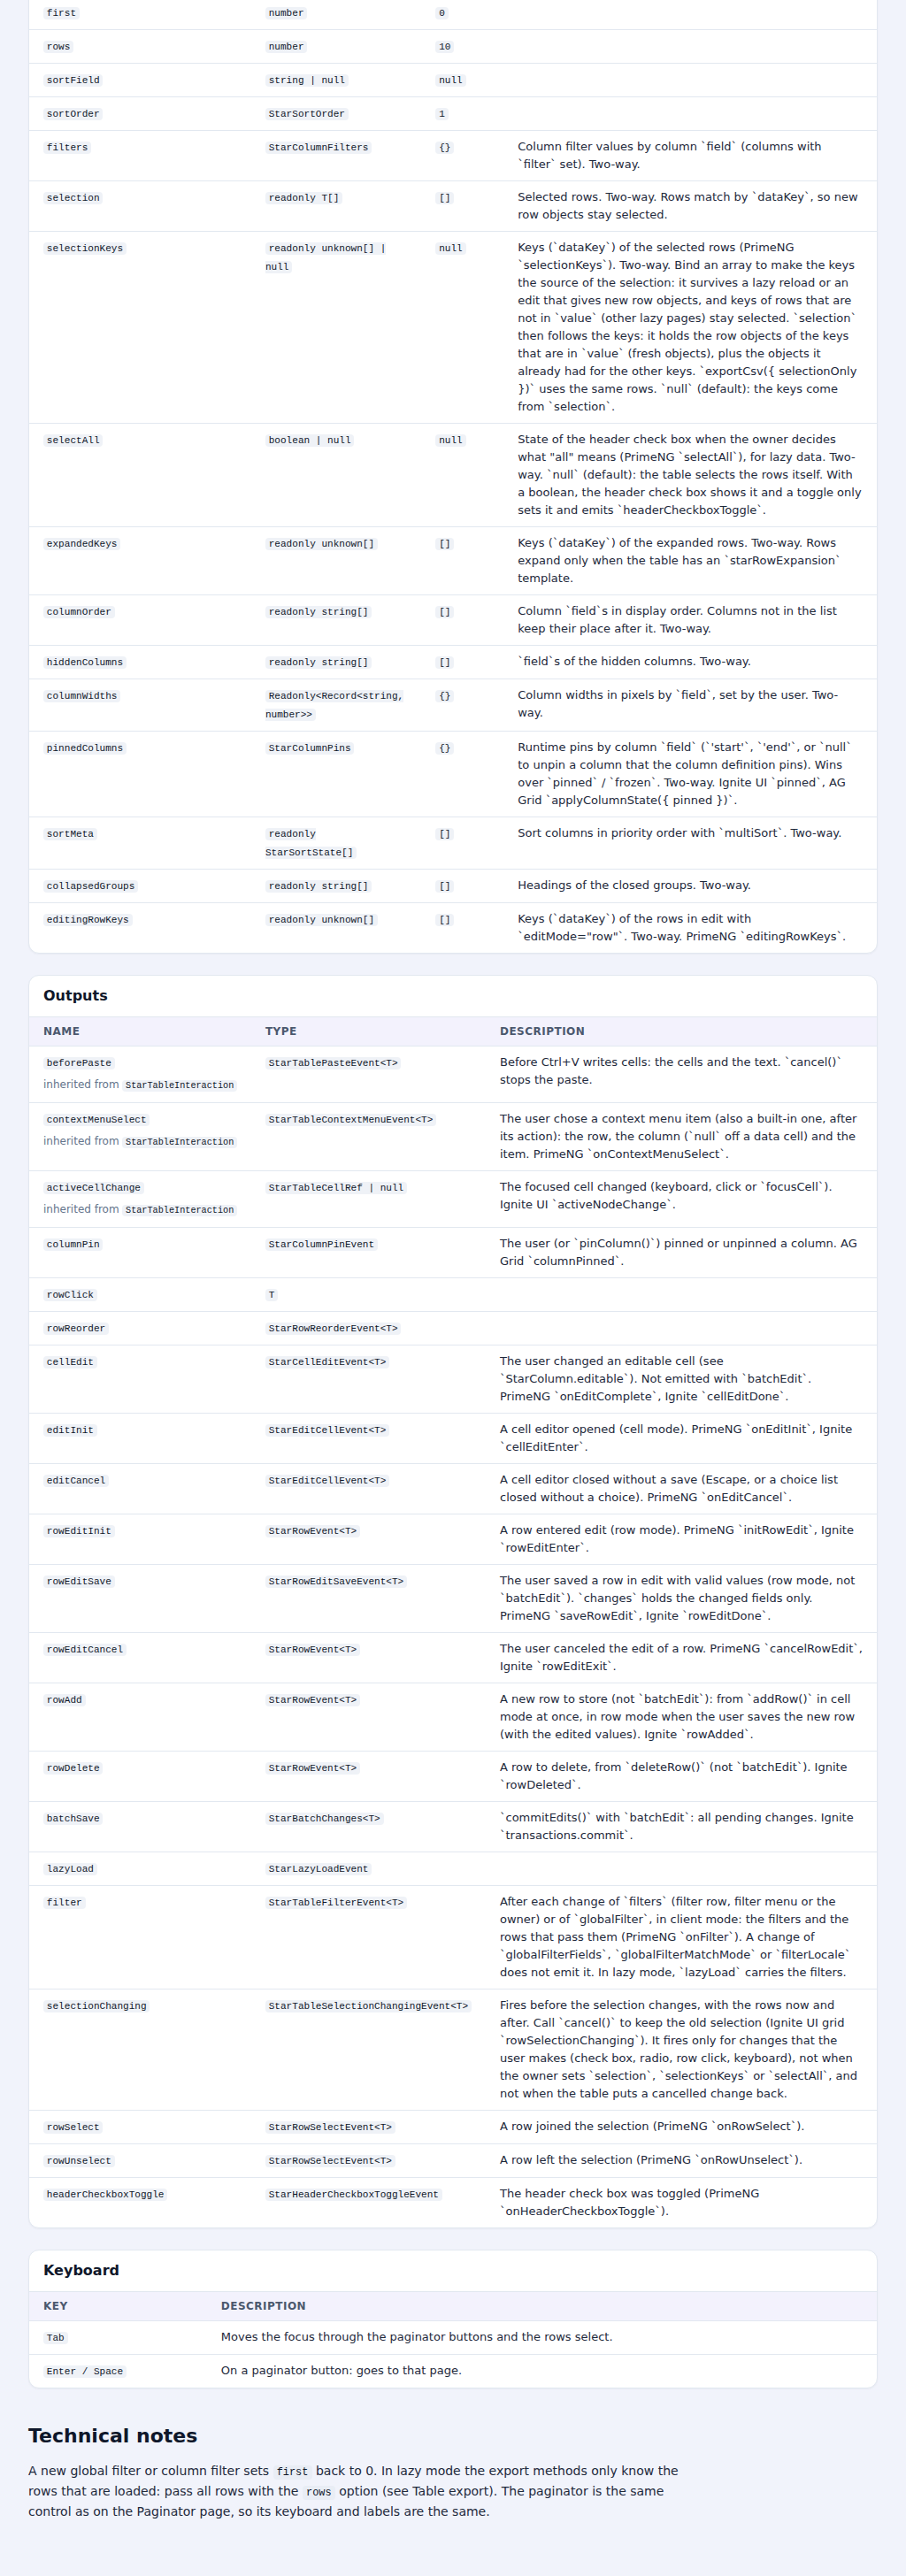 first number 0
rows number 10
sortField string | null null
sortOrder StarSortOrder 1
filters StarColumnFilters {} Column filter values by column `field` (columns with
`filter` set). Two-way.
selection readonly T[] [] Selected rows. Two-way. Rows match by `dataKey`, so new
row objects stay selected.
selectionKeys readonly unknown[] | null Keys (`dataKey`) of the selected rows (PrimeNG
null `selectionKeys`). Two-way. Bind an array to make the keys
the source of the selection: it survives a lazy reload or an
edit that gives new row objects, and keys of rows that are
not in `value` (other lazy pages) stay selected. `selection`
then follows the keys: it holds the row objects of the keys
that are in `value` (fresh objects), plus the objects it
already had for the other keys. `exportCsv({ selectionOnly
})` uses the same rows. `null` (default): the keys come
from `selection`.
selectAll boolean | null null State of the header check box when the owner decides
what "all" means (PrimeNG `selectAll`), for lazy data. Two-
way. `null` (default): the table selects the rows itself. With
a boolean, the header check box shows it and a toggle only
sets it and emits `headerCheckboxToggle`.
expandedKeys readonly unknown[] [] Keys (`dataKey`) of the expanded rows. Two-way. Rows
expand only when the table has an `starRowExpansion`
template.
columnOrder readonly string[] [] Column `field`s in display order. Columns not in the list
keep their place after it. Two-way.
hiddenColumns readonly string[] [] `field`s of the hidden columns. Two-way.
columnWidths Readonly<Record<string, {} Column widths in pixels by `field`, set by the user. Two-
number>> way.
pinnedColumns StarColumnPins {} Runtime pins by column `field` (`'start'`, `'end'`, or `null`
to unpin a column that the column definition pins). Wins
over `pinned` / `frozen`. Two-way. Ignite UI `pinned`, AG
Grid `applyColumnState({ pinned })`.
sortMeta readonly [] Sort columns in priority order with `multiSort`. Two-way.
StarSortState[]
collapsedGroups readonly string[] [] Headings of the closed groups. Two-way.
editingRowKeys readonly unknown[] [] Keys (`dataKey`) of the rows in edit with
`editMode="row"`. Two-way. PrimeNG `editingRowKeys`.
Outputs
NAME TYPE DESCRIPTION
beforePaste StarTablePasteEvent<T> Before Ctrl+V writes cells: the cells and the text. `cancel()`
inherited from StarTableInteraction stops the paste.
contextMenuSelect StarTableContextMenuEvent<T> The user chose a context menu item (also a built-in one, after
inherited from StarTableInteraction its action): the row, the column (`null` off a data cell) and the
item. PrimeNG `onContextMenuSelect`.
activeCellChange StarTableCellRef | null The focused cell changed (keyboard, click or `focusCell`).
inherited from StarTableInteraction Ignite UI `activeNodeChange`.
columnPin StarColumnPinEvent The user (or `pinColumn()`) pinned or unpinned a column. AG
Grid `columnPinned`.
rowClick T
rowReorder StarRowReorderEvent<T>
cellEdit StarCellEditEvent<T> The user changed an editable cell (see
`StarColumn.editable`). Not emitted with `batchEdit`.
PrimeNG `onEditComplete`, Ignite `cellEditDone`.
editInit StarEditCellEvent<T> A cell editor opened (cell mode). PrimeNG `onEditInit`, Ignite
`cellEditEnter`.
editCancel StarEditCellEvent<T> A cell editor closed without a save (Escape, or a choice list
closed without a choice). PrimeNG `onEditCancel`.
rowEditInit StarRowEvent<T> A row entered edit (row mode). PrimeNG `initRowEdit`, Ignite
`rowEditEnter`.
rowEditSave StarRowEditSaveEvent<T> The user saved a row in edit with valid values (row mode, not
`batchEdit`). `changes` holds the changed fields only.
PrimeNG `saveRowEdit`, Ignite `rowEditDone`.
rowEditCancel StarRowEvent<T> The user canceled the edit of a row. PrimeNG `cancelRowEdit`,
Ignite `rowEditExit`.
rowAdd StarRowEvent<T> A new row to store (not `batchEdit`): from `addRow()` in cell
mode at once, in row mode when the user saves the new row
(with the edited values). Ignite `rowAdded`.
rowDelete StarRowEvent<T> A row to delete, from `deleteRow()` (not `batchEdit`). Ignite
`rowDeleted`.
batchSave StarBatchChanges<T> `commitEdits()` with `batchEdit`: all pending changes. Ignite
`transactions.commit`.
lazyLoad StarLazyLoadEvent
filter StarTableFilterEvent<T> After each change of `filters` (filter row, filter menu or the
owner) or of `globalFilter`, in client mode: the filters and the
rows that pass them (PrimeNG `onFilter`). A change of
`globalFilterFields`, `globalFilterMatchMode` or `filterLocale`
does not emit it. In lazy mode, `lazyLoad` carries the filters.
selectionChanging StarTableSelectionChangingEvent<T> Fires before the selection changes, with the rows now and
after. Call `cancel()` to keep the old selection (Ignite UI grid
`rowSelectionChanging`). It fires only for changes that the
user makes (check box, radio, row click, keyboard), not when
the owner sets `selection`, `selectionKeys` or `selectAll`, and
not when the table puts a cancelled change back.
rowSelect StarRowSelectEvent<T> A row joined the selection (PrimeNG `onRowSelect`).
rowUnselect StarRowSelectEvent<T> A row left the selection (PrimeNG `onRowUnselect`).
headerCheckboxToggle StarHeaderCheckboxToggleEvent The header check box was toggled (PrimeNG
`onHeaderCheckboxToggle`).
Keyboard
KEY DESCRIPTION
Tab Moves the focus through the paginator buttons and the rows select.
Enter / Space On a paginator button: goes to that page.
Technical notes
A new global filter or column filter sets first back to 0. In lazy mode the export methods only know the
rows that are loaded: pass all rows with the rows option (see Table export). The paginator is the same
control as on the Paginator page, so its keyboard and labels are the same.